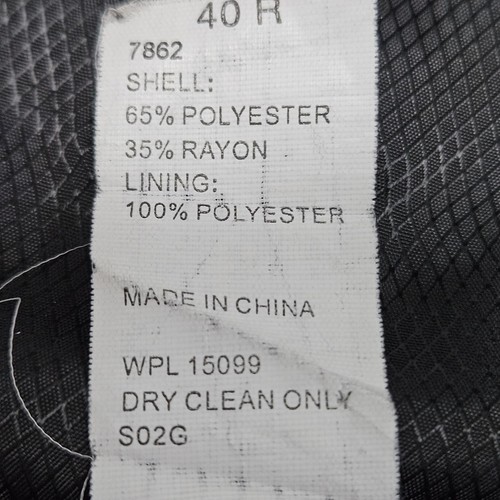 40 R
7862
SHELL:
65% POLYESTER
35% RAYON
LINING:
100% POLYESTER
MADE IN CHINA
WPL 15099
DRY CLEAN ONLY
S02G